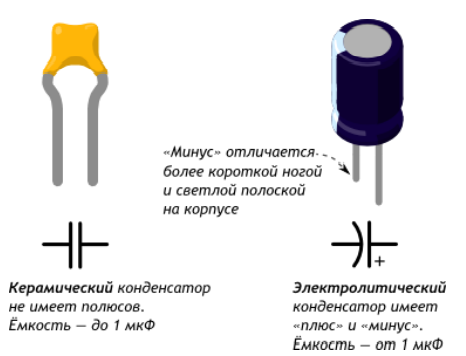 «Минус» отличается
более короткой ногой
и светлой полоской
на корпусе
+
Керамический конденсатор
не имеет полюсов.
Ёмкость — до 1 мкФ
Электролитический
конденсатор имеет
«плюс» и «минус».
Ёмкость — от 1 мкФ